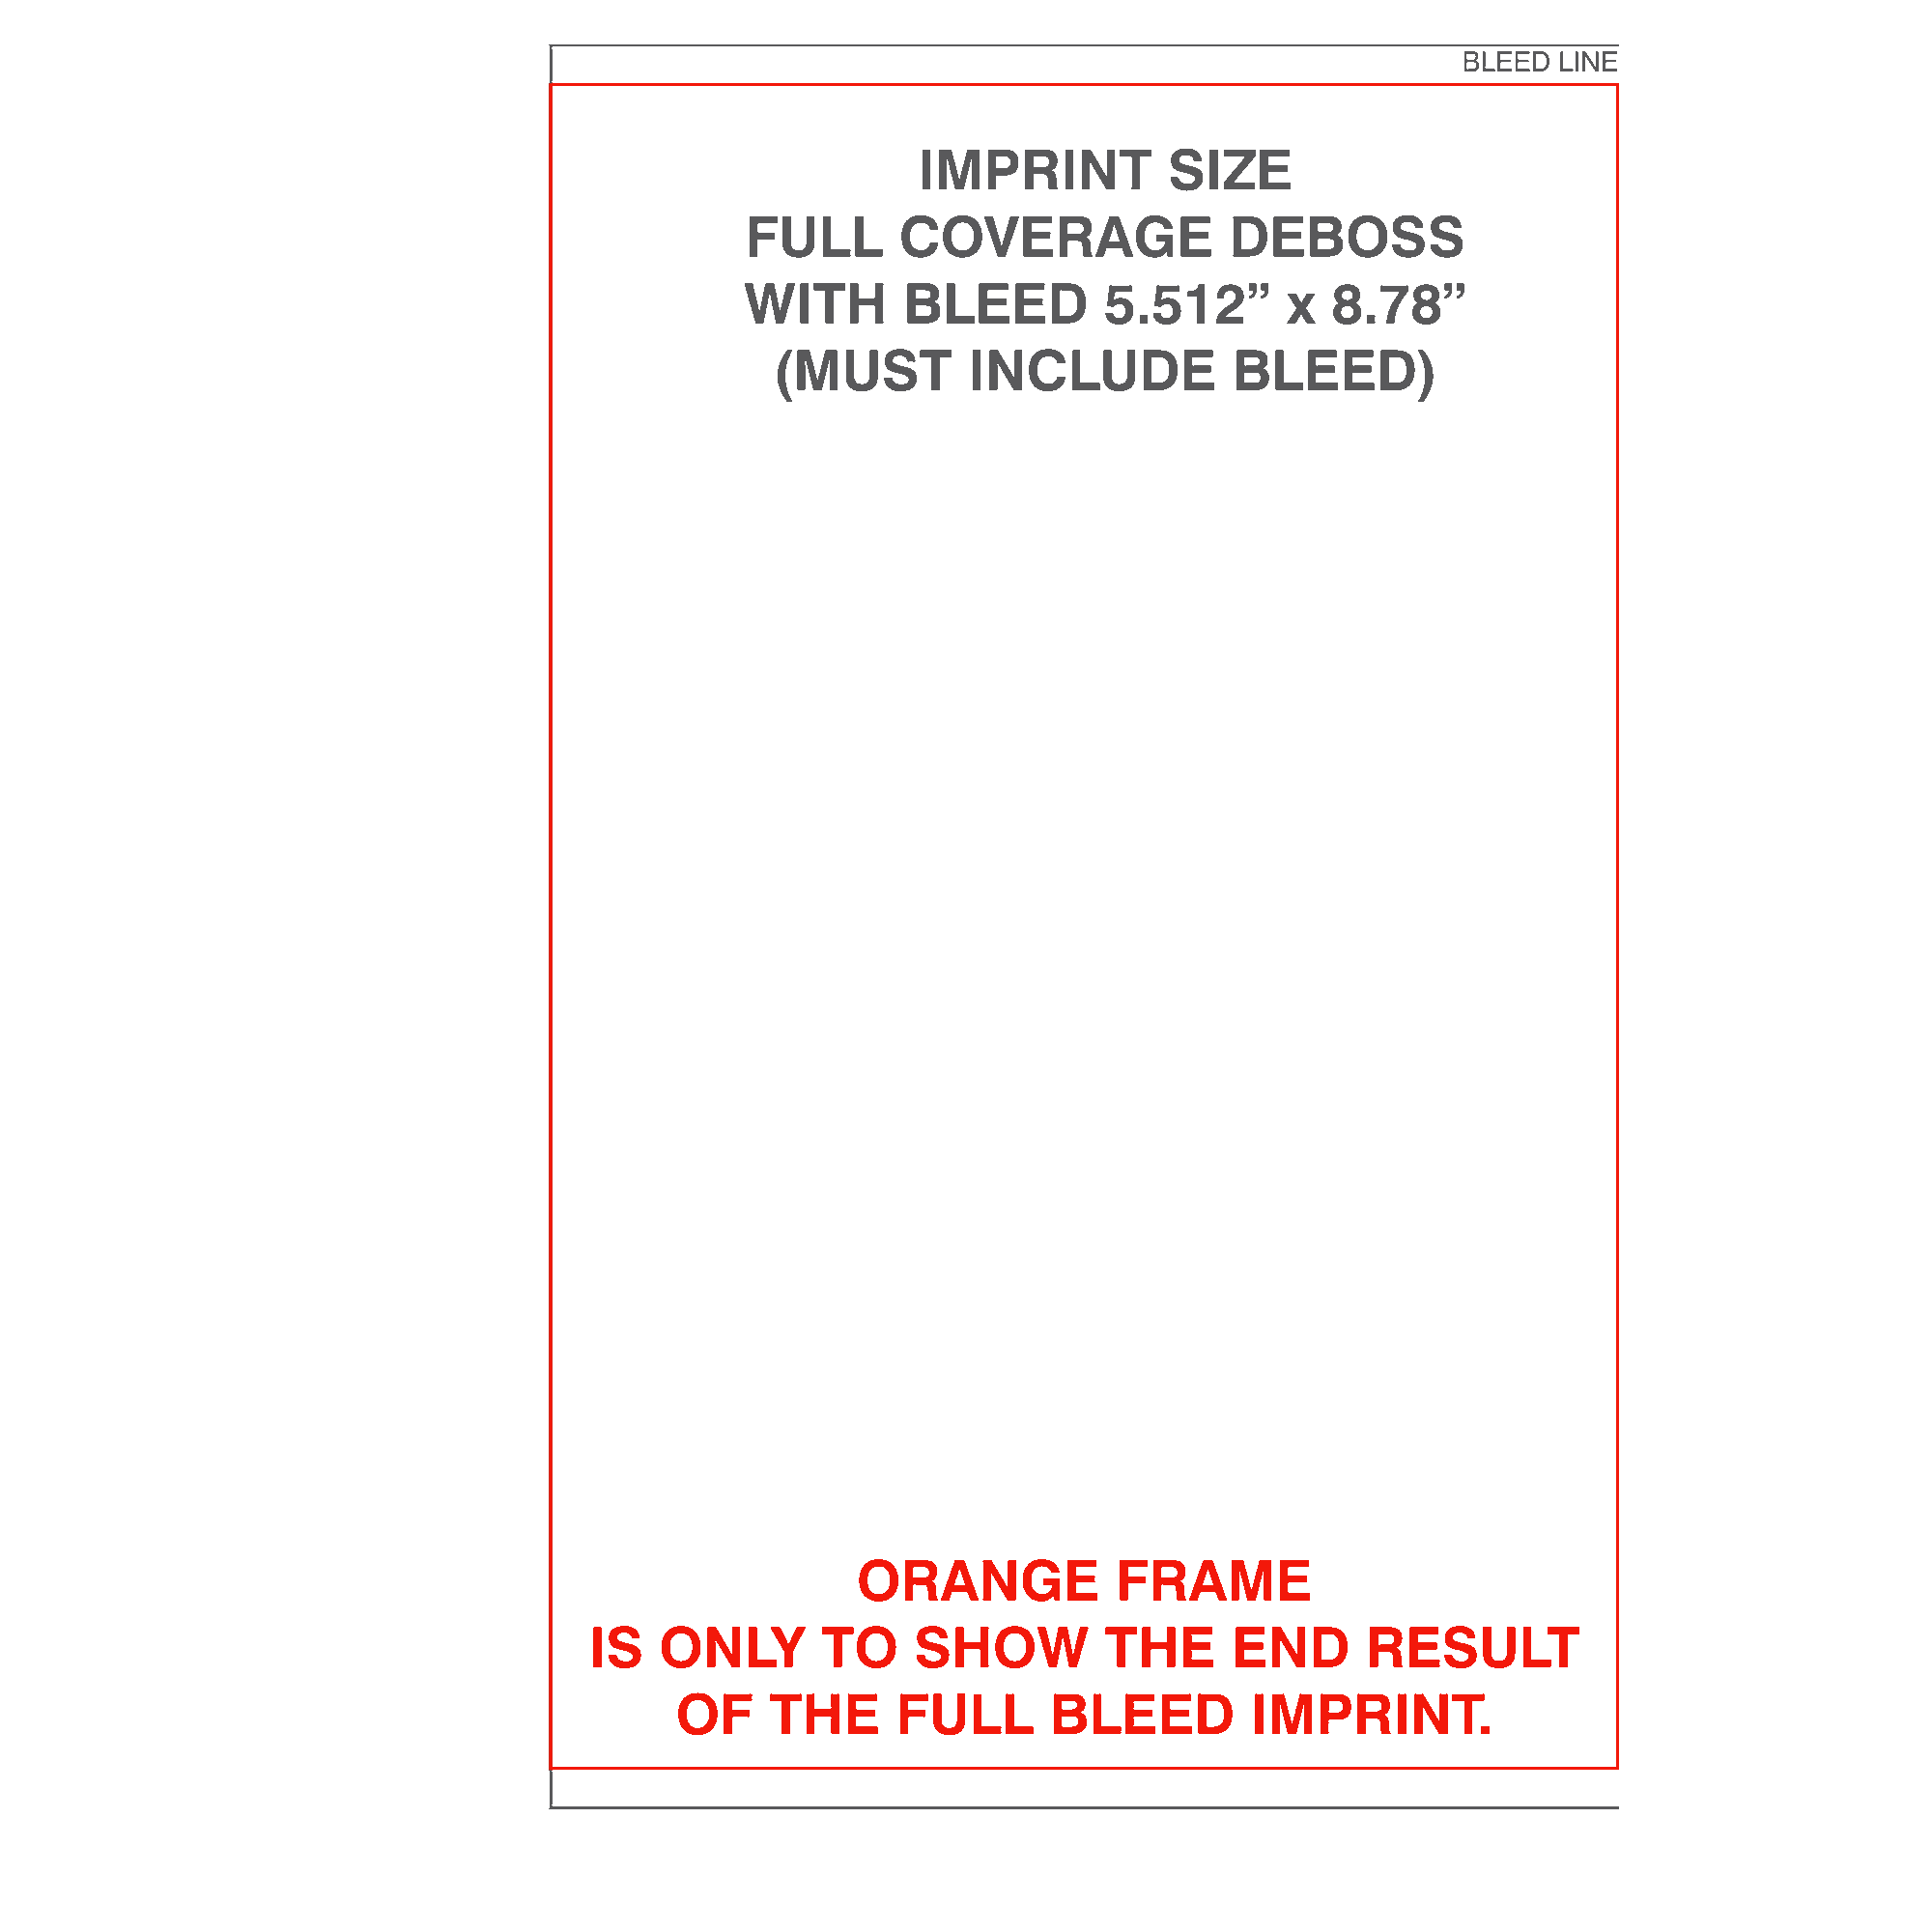 BLEED LINE
IMPRINT SIZE
FULL COVERAGE DEBOSS
WITH BLEED 5.512” x 8.78”
(MUST INCLUDE BLEED)
ORANGE FRAME
IS ONLY TO SHOW THE END RESULT
OF THE FULL BLEED IMPRINT.